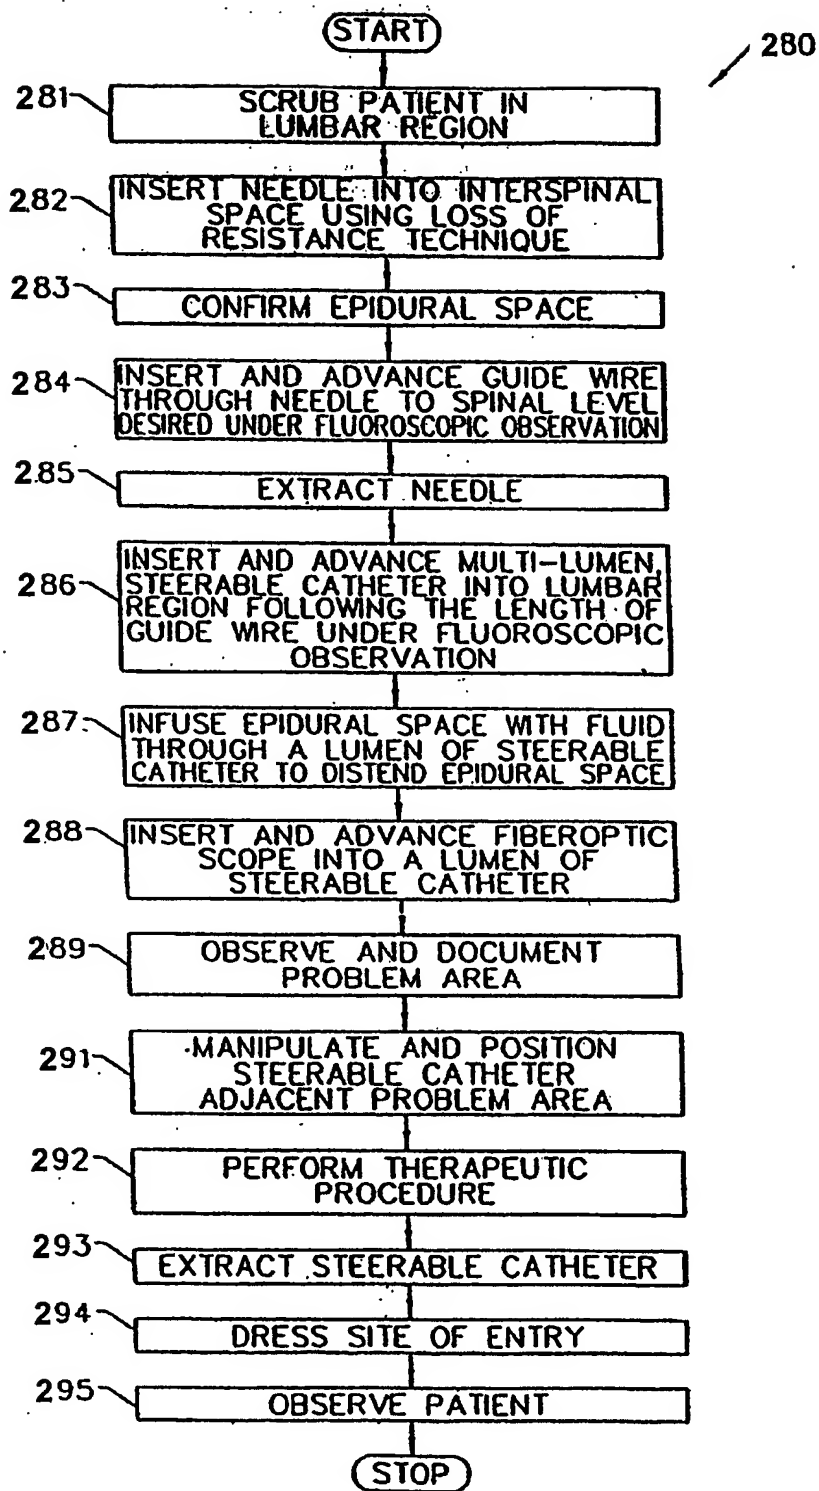 START
280
281
SCRUB PATIENT IN
LUMBAR REGION
282
INSERT NEEDLE INTO INTERSPINAL
SPACE USING LOSS OF
RESISTANCE TECHNIQUE
283
CONFIRM EPIDURAL SPACE
284
INSERT AND ADVANCE GUIDE WIRE
THROUGH NEEDLE TO SPINAL LEVEL
DESIRED UNDER FLUOROSCOPIC OBSERVATION
285
EXTRACT NEEDLE
286
INSERT AND ADVANCE MULTI-LUMEN,
STEERABLE CATHETER INTO LUMBAR
REGION FOLLOWING THE LENGTH OF
GUIDE WIRE UNDER FLUOROSCOPIC
OBSERVATION
287
INFUSE EPIDURAL SPACE WITH FLUID
THROUGH A LUMEN OF STEERABLE
CATHETER TO DISTEND EPIDURAL SPACE
288
INSERT AND ADVANCE FIBEROPTIC
SCOPE INTO A LUMEN OF
STEERABLE CATHETER
289
OBSERVE AND DOCUMENT
PROBLEM AREA
291
MANIPULATE AND POSITION
STEERABLE CATHETER
ADJACENT PROBLEM AREA
292
PERFORM THERAPEUTIC
PROCEDURE
293
EXTRACT STEERABLE CATHETER
294
DRESS SITE OF ENTRY
295
OBSERVE PATIENT
STOP